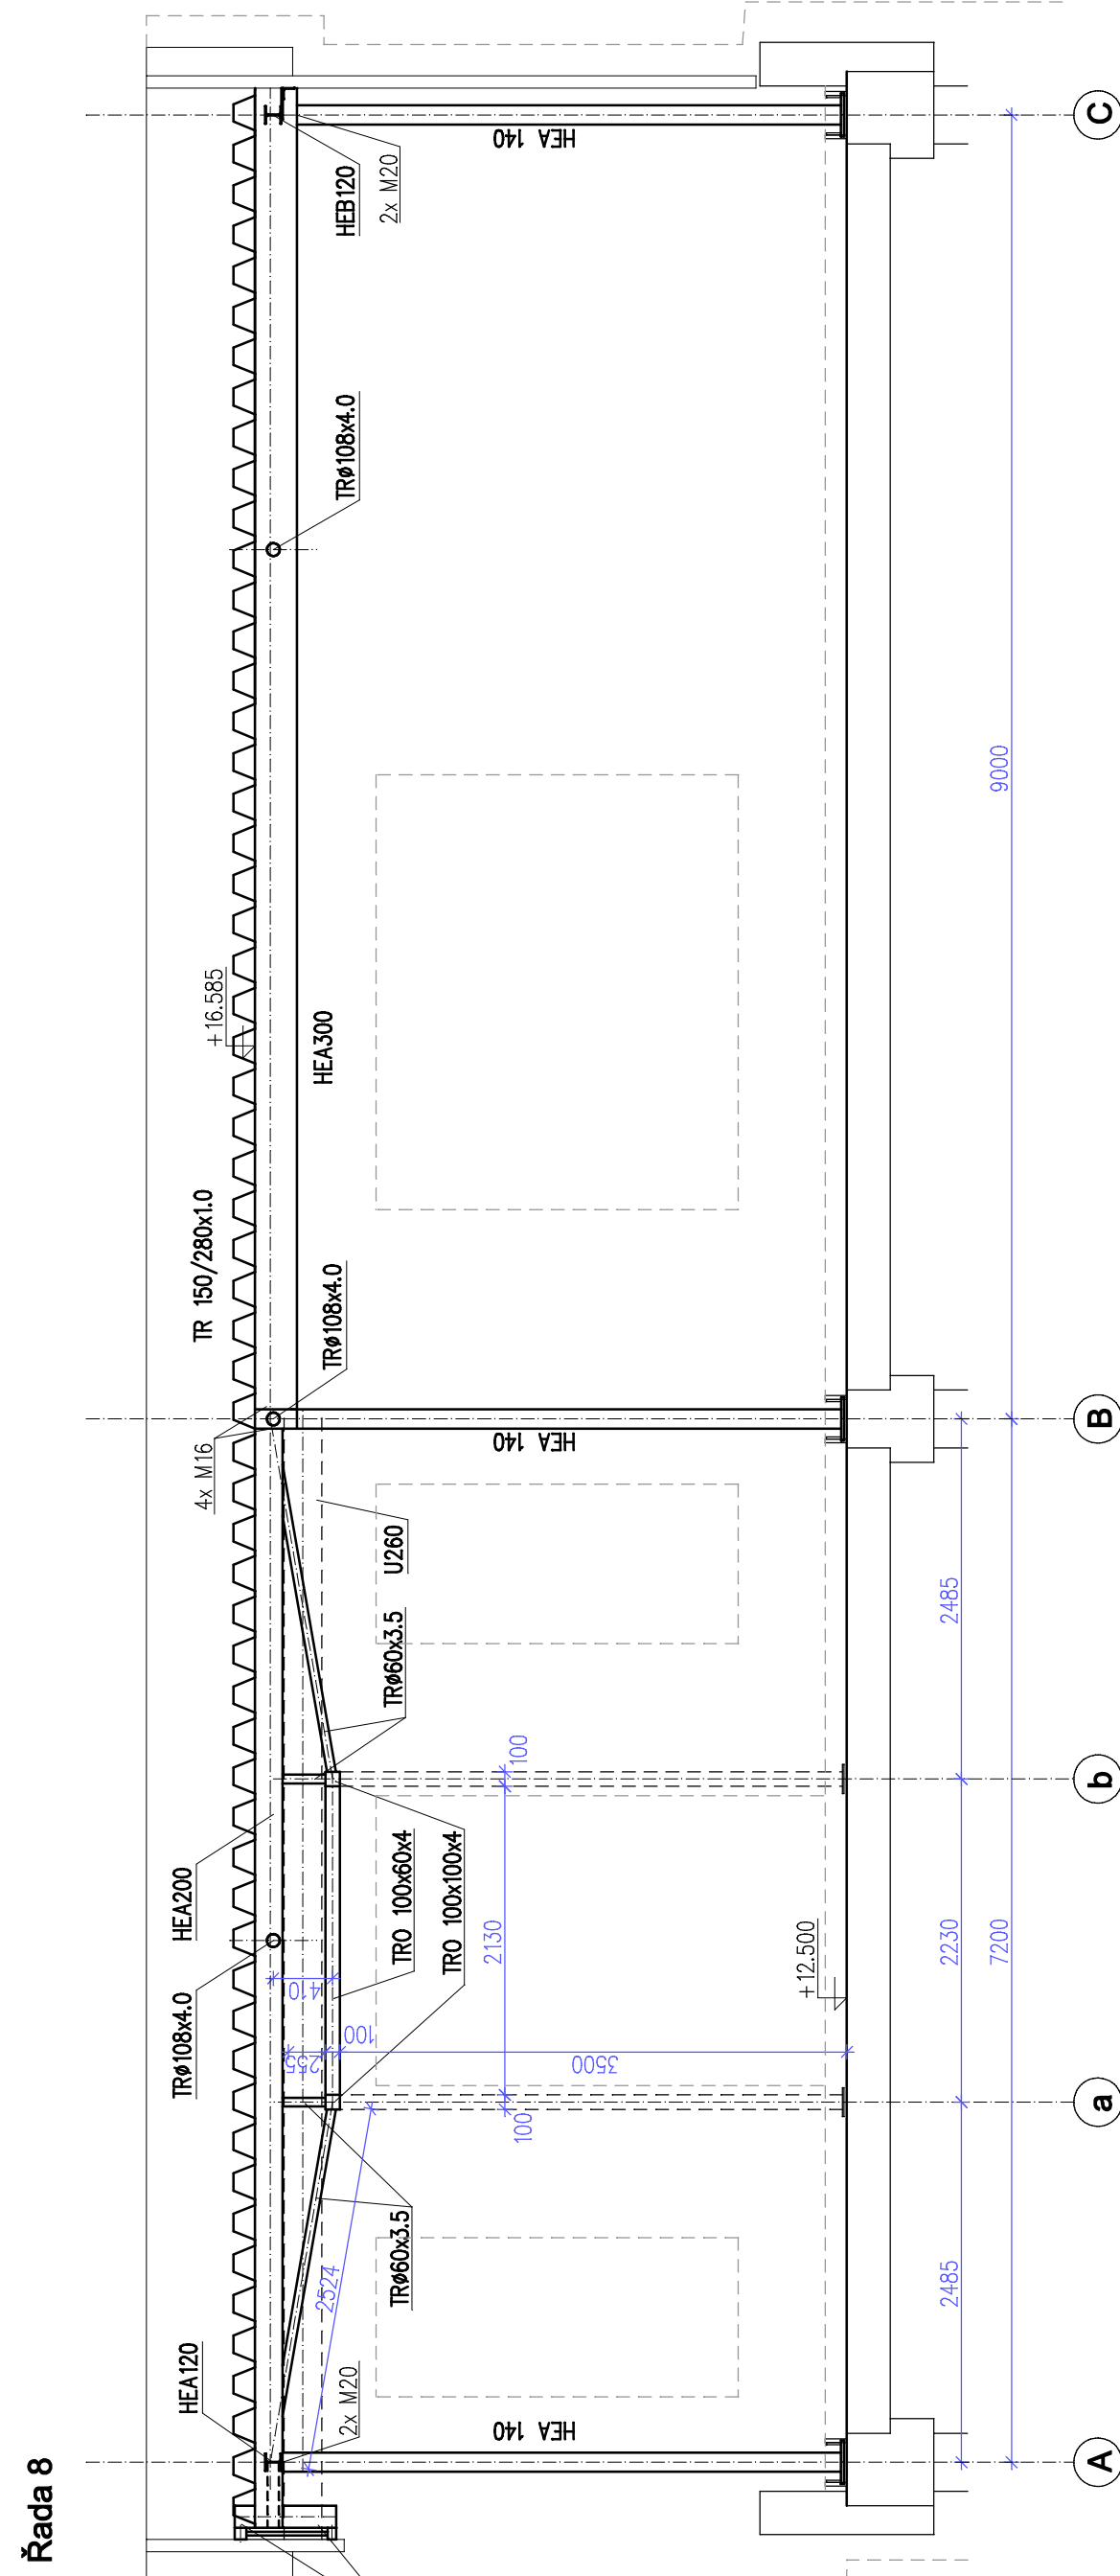 Řada 8
HEA120
2x M20
HEA 140
TRø60x3.5
2524
TRø108x4.0
HEA200
410
255
100
3500
100
2130
100
TRO 100x60x4
TRO 100x100x4
+12.500
TRø60x3.5
U260
4x M16
HEA 140
TRø108x4.0
TR 150/280x1.0
+16.585
HEA300
TRø108x4.0
HEB120
2x M20
HEA 140
2485
2230
2485
7200
9000
A
a
b
B
C